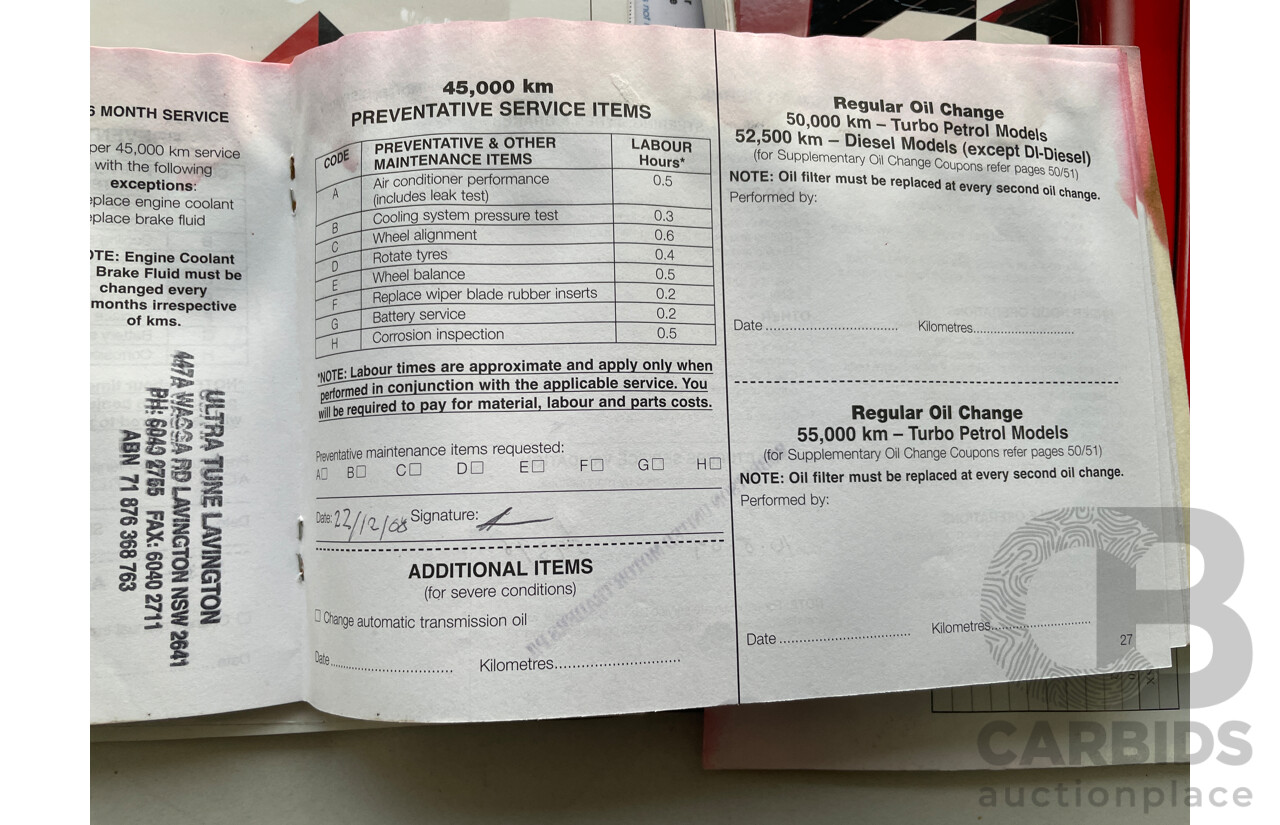 MONTH SERVICE
per 45,000 km service
with the following
exceptions:
place engine coolant
place brake fluid
OTE: Engine Coolant
Brake Fluid must be
changed every
months irrespective
of kms.
ULTRA TUNE LAVINGTON
447A WAGGA RD LAVINGTON NSW 2641
PH: 6040 2755 FAX: 6040 2711
ABN 71 876 368 763
45,000 km
PREVENTATIVE SERVICE ITEMS
CODE PREVENTATIVE & OTHER MAINTENANCE ITEMS LABOUR Hours*
A Air conditioner performance (includes leak test) 0.5
B Cooling system pressure test 0.3
C Wheel alignment 0.6
D Rotate tyres 0.4
E Wheel balance 0.5
F Replace wiper blade rubber inserts 0.2
G Battery service 0.2
H Corrosion inspection 0.5
*NOTE: Labour times are approximate and apply only when
performed in conjunction with the applicable service. You
will be required to pay for material, labour and parts costs.
Preventative maintenance items requested:
A☐ B☐ C☐ D☐ E☐ F☐ G☐ H☐
Date: 22/12/08 Signature:
ADDITIONAL ITEMS
(for severe conditions)
☐ Change automatic transmission oil
Date.............................. Kilometres..............................
Regular Oil Change
50,000 km – Turbo Petrol Models
52,500 km – Diesel Models (except DI-Diesel)
(for Supplementary Oil Change Coupons refer pages 50/51)
NOTE: Oil filter must be replaced at every second oil change.
Performed by:
Date .............................. Kilometres..............................
Regular Oil Change
55,000 km – Turbo Petrol Models
(for Supplementary Oil Change Coupons refer pages 50/51)
NOTE: Oil filter must be replaced at every second oil change.
Performed by:
Date .............................. Kilometres..............................
27
CB
CARBIDS
auctionplace